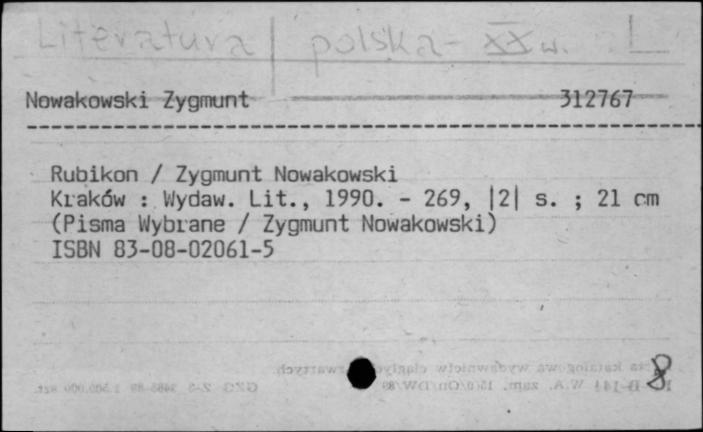 Literatura polska - XX w. L
Nowakowski Zygmunt 312767
Rubikon / Zygmunt Nowakowski
Kraków : Wydaw. Lit., 1990. - 269, |2| s. ; 21 cm
(Pisma Wybrane / Zygmunt Nowakowski)
ISBN 83-08-02061-5
8